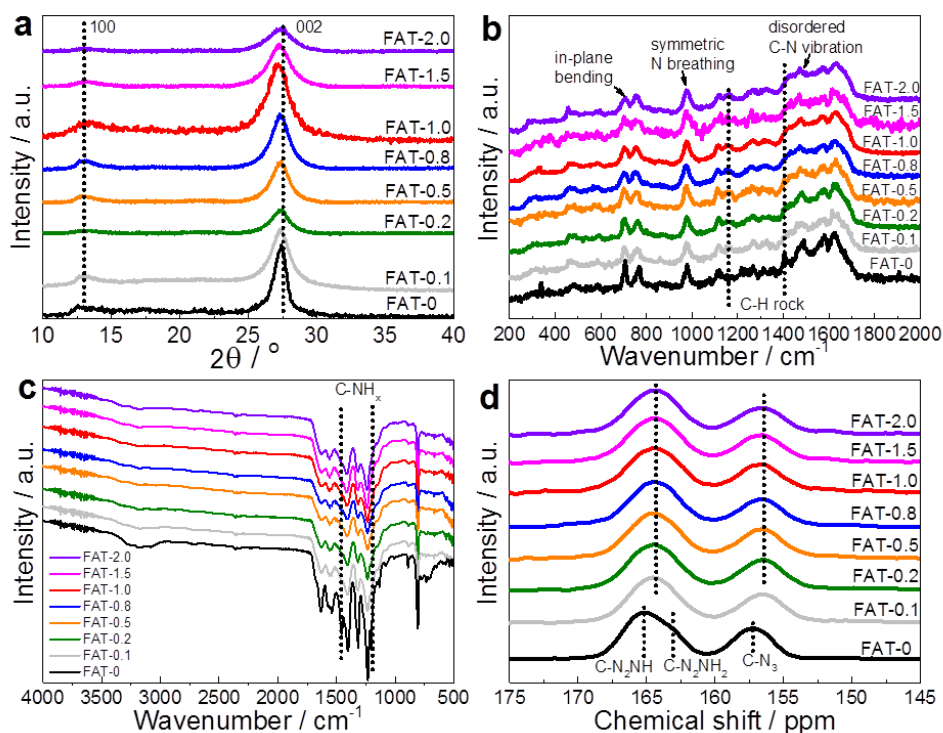 a
100
002
FAT-2.0
FAT-1.5
FAT-1.0
FAT-0.8
FAT-0.5
FAT-0.2
FAT-0.1
FAT-0
Intensity / a.u.
10 15 20 25 30 35 40
2θ / °
b
in-plane
bending
symmetric
N breathing
disordered
C-N vibration
FAT-2.0
FAT-1.5
FAT-1.0
FAT-0.8
FAT-0.5
FAT-0.2
FAT-0.1
FAT-0
C-H rock
Intensity / a.u.
200 400 600 800 1000 1200 1400 1600 1800 2000
Wavenumber / cm⁻¹
c
C-NHₓ
FAT-2.0
FAT-1.5
FAT-1.0
FAT-0.8
FAT-0.5
FAT-0.2
FAT-0.1
FAT-0
Intensity / a.u.
4000 3500 3000 2500 2000 1500 1000 500
Wavenumber / cm⁻¹
d
FAT-2.0
FAT-1.5
FAT-1.0
FAT-0.8
FAT-0.5
FAT-0.2
FAT-0.1
FAT-0
C-N₂NH C-N₂NH₂ C-N₃
Intensity / a.u.
175 170 165 160 155 150 145
Chemical shift / ppm